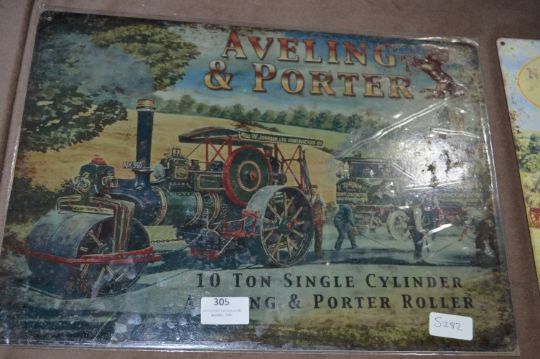 AVELING
& PORTER
10 TON SINGLE CYLINDER
& PORTER ROLLER
305
S292